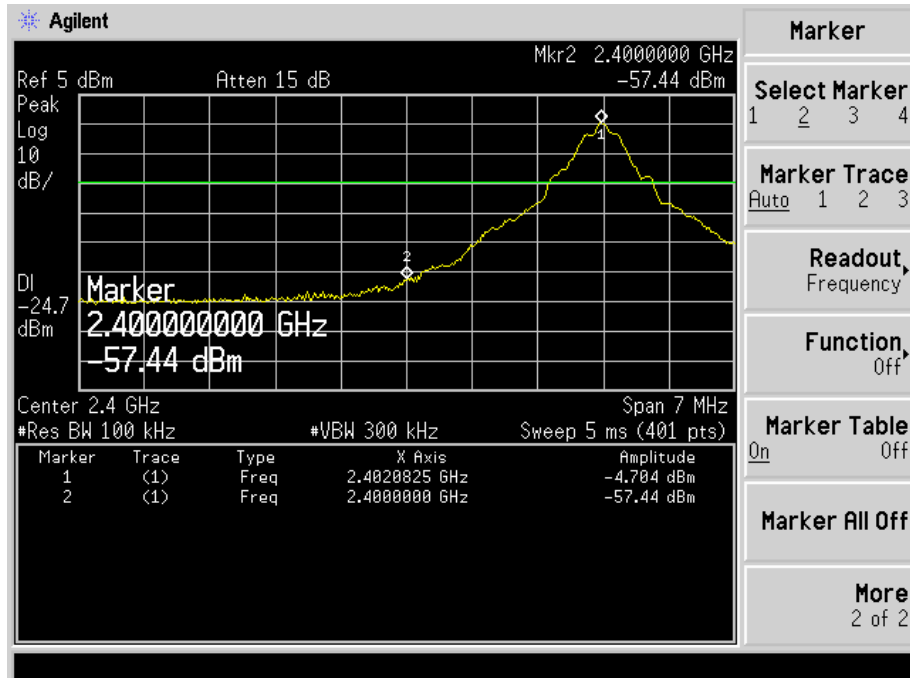 Agilent
Marker
Mkr2 2.4000000 GHz
Ref 5 dBm Atten 15 dB -57.44 dBm
Peak
Log
10
dB/
1
2
DI
-24.7
dBm
Marker
2.400000000 GHz
-57.44 dBm
Center 2.4 GHz Span 7 MHz
#Res BW 100 kHz #VBW 300 kHz Sweep 5 ms (401 pts)
Marker Trace Type X Axis Amplitude
1 (1) Freq 2.4020825 GHz -4.704 dBm
2 (1) Freq 2.4000000 GHz -57.44 dBm
Select Marker
1 2 3 4
Marker Trace
Auto 1 2 3
Readout
Frequency
Function
Off
Marker Table
On Off
Marker All Off
More
2 of 2